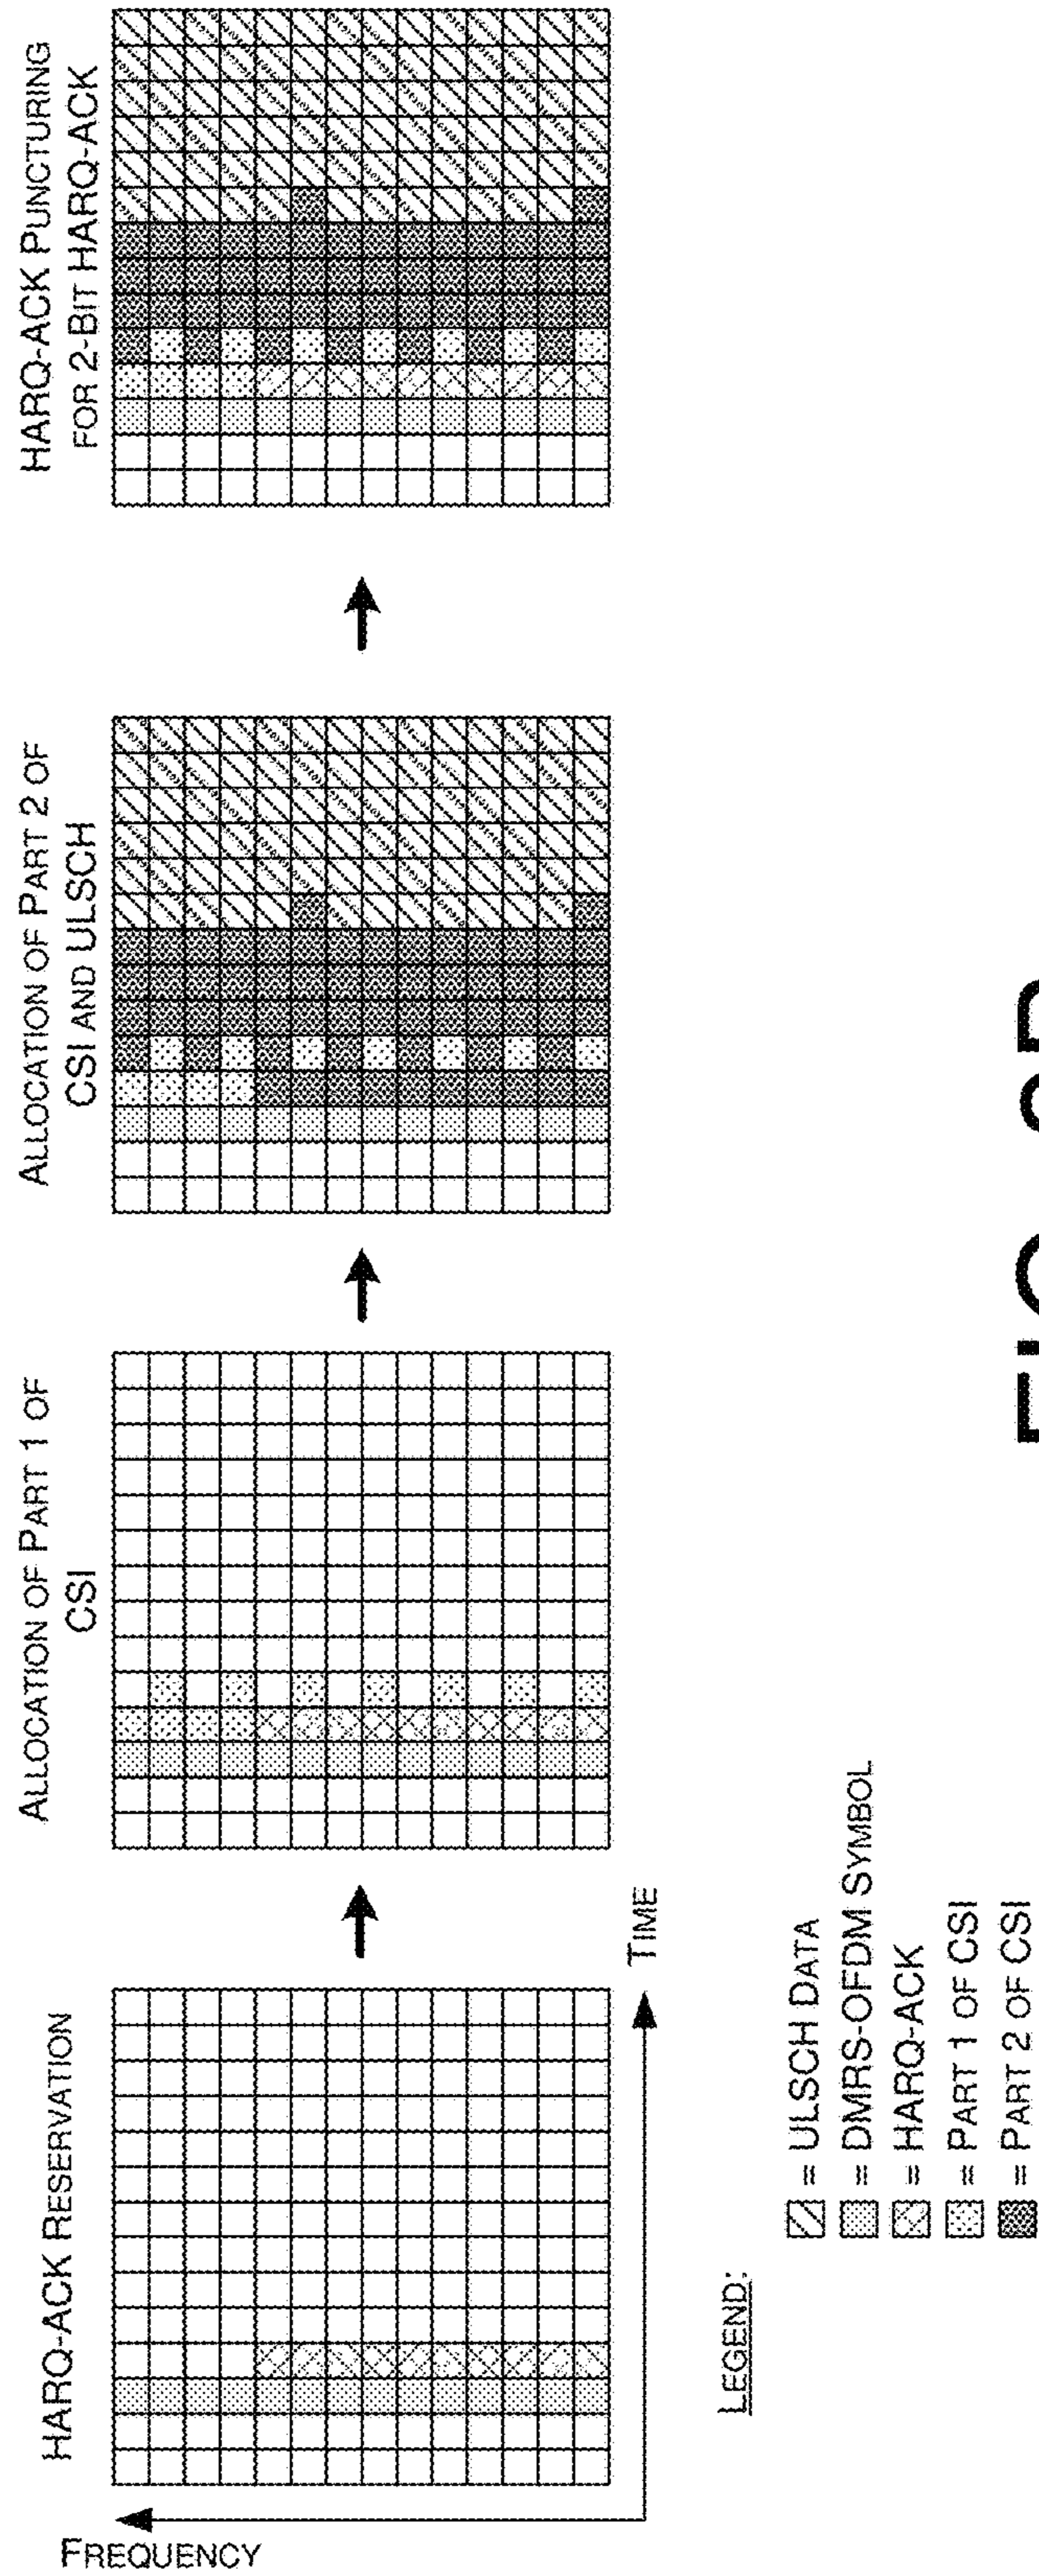 HARQ-ACK RESERVATION
ALLOCATION OF PART 1 OF
CSI
ALLOCATION OF PART 2 OF
CSI AND ULSCH
HARQ-ACK PUNCTURING
FOR 2-BIT HARQ-ACK
FREQUENCY
TIME
LEGEND:
= ULSCH DATA
= DMRS-OFDM SYMBOL
= HARQ-ACK
= PART 1 OF CSI
= PART 2 OF CSI